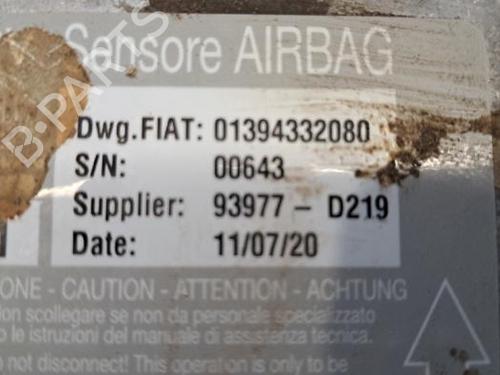 Sensore AIRBAG
B-PARTS
Dwg.FIAT: 01394332080
S/N: 00643
Supplier: 93977 - D219
Date: 11/07/20
ONE - CAUTION - ATTENTION - ACHTUNG
on scollegare se non da personale specializzato
o le istruzioni del manuale di assistenza tecnica.
not disconnect! This operation is only to be